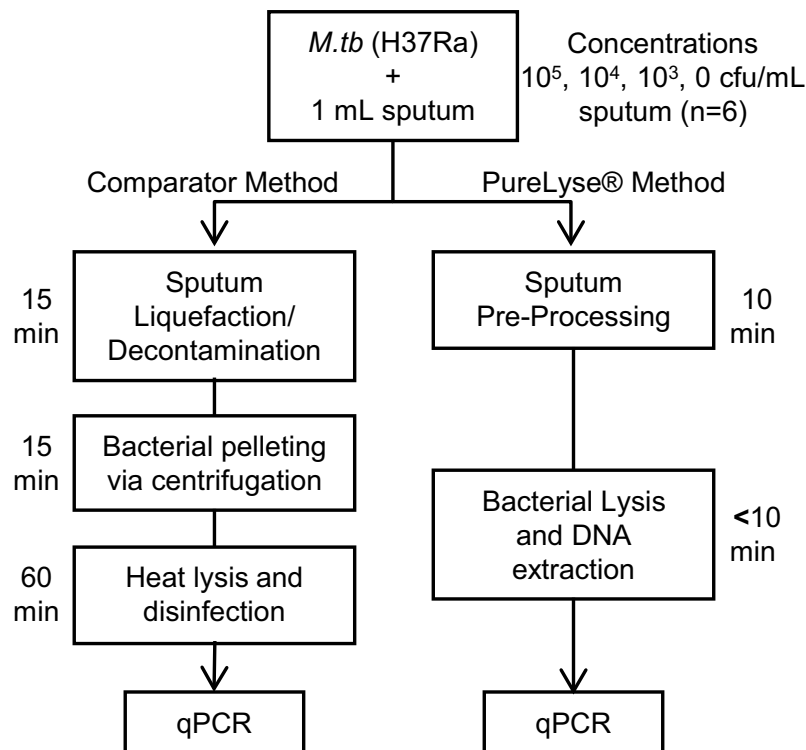 M.tb (H37Ra)
+
1 mL sputum
Concentrations
10⁵, 10⁴, 10³, 0 cfu/mL
sputum (n=6)
Comparator Method
PureLyse® Method
15
min
Sputum
Liquefaction/
Decontamination
Sputum
Pre-Processing
10
min
15
min
Bacterial pelleting
via centrifugation
Bacterial Lysis
and DNA
extraction
<10
min
60
min
Heat lysis and
disinfection
qPCR
qPCR